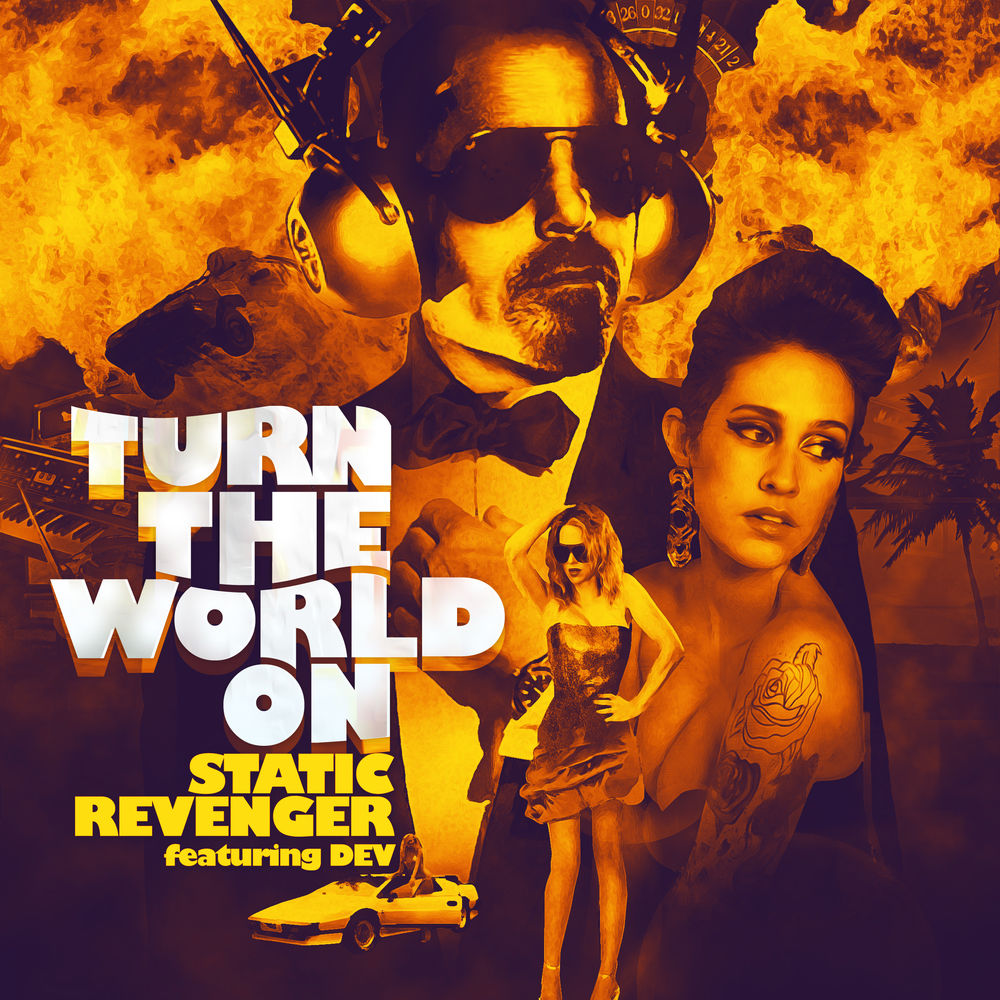 TURN
THE
WORLD
ON
STATIC
REVENGER
featuring DEV